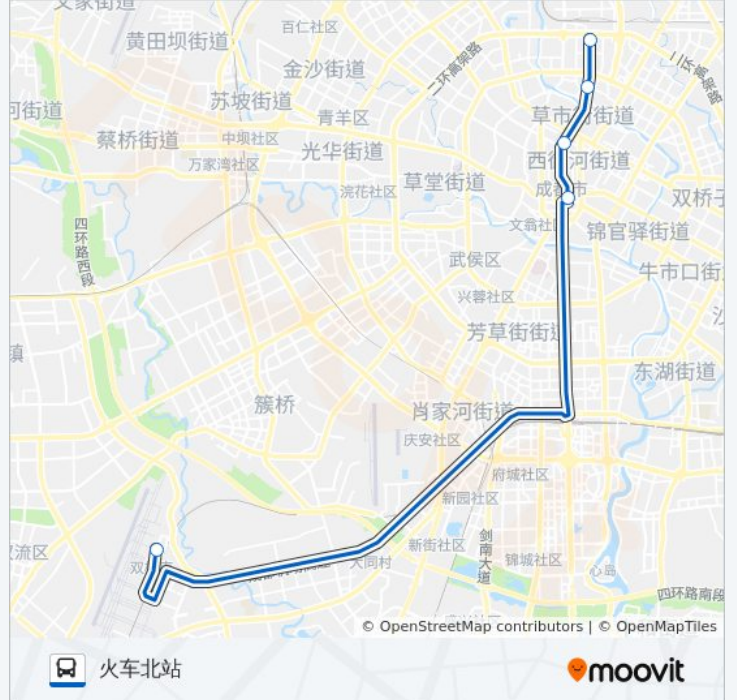 文家街道
黄田坝街道
百仁社区
金沙街道
二环高架路
三环高架路
河街道
苏坡街道
青羊区
草市街街道
蔡桥街道
中坝社区
光华街道
西御河街道
万家湾社区
草堂街道
浣花社区
成都市
双桥子
文翁社区
锦官驿街道
四环路西段
武侯区
牛市口街
兴蓉社区
芳草街街道
镇
东湖街道
簇桥
肖家河街道
庆安社区
府城社区
新园社区
双流区
新街社区
剑南大道
锦城社区
大同村
心岛
四环路南段
© OpenStreetMap contributors | © OpenMapTiles
火车北站
moovit